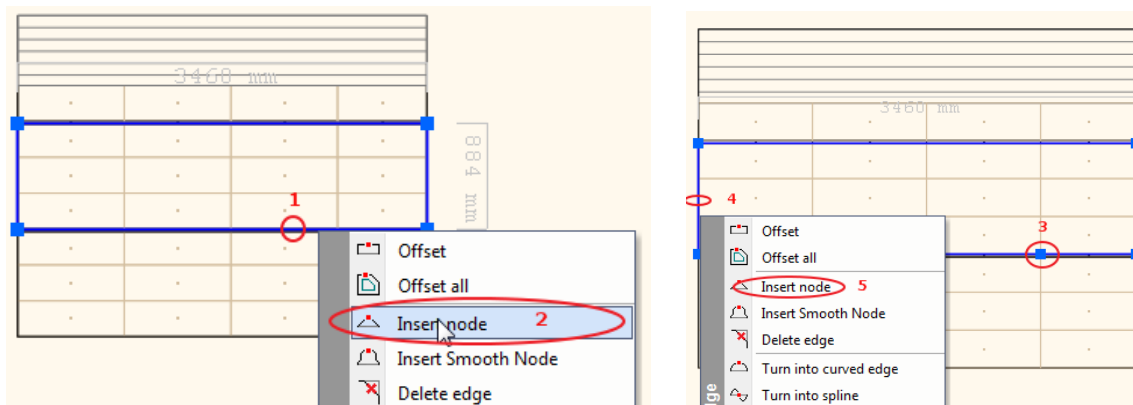 3460 mm
884 mm
1
Offset
Offset all
Insert node
2
Insert Smooth Node
Delete edge
3460 mm
4
3
Offset
Offset all
Insert node
5
Insert Smooth Node
Delete edge
Turn into curved edge
Turn into spline
ge